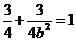 3/4 + 3/4b² = 1